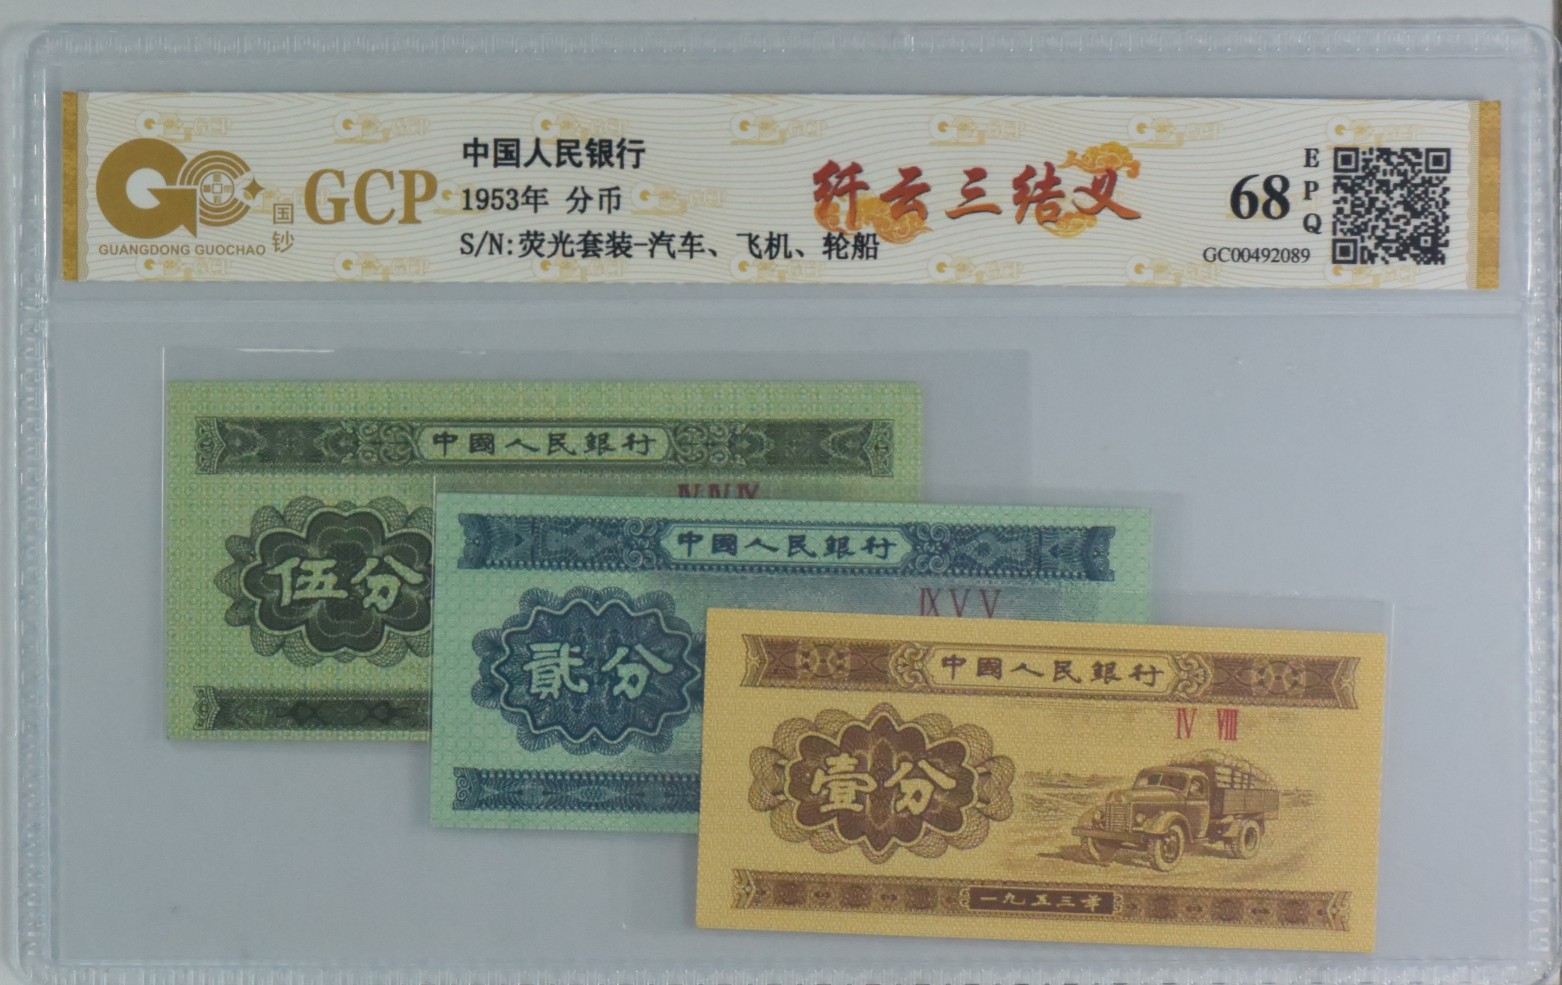 GCP
国钞
GUANGDONG GUOCHAO
中国人民银行
1953年 分币
S/N:荧光套装-汽车、飞机、轮船
纤云三结义
68
EPQ
GC00492089
中國人民銀行
伍分
中國人民銀行
IX V V
貳分
中國人民銀行
IV VIII
壹分
一九五三年